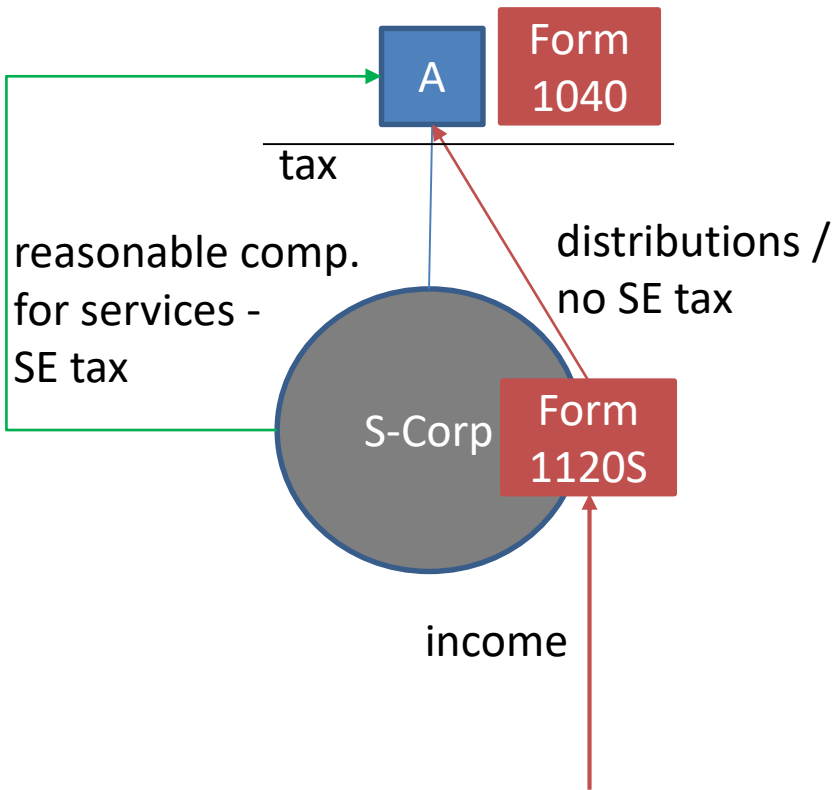 A
Form
1040
tax
reasonable comp.
for services -
SE tax
distributions /
no SE tax
S-Corp
Form
1120S
income